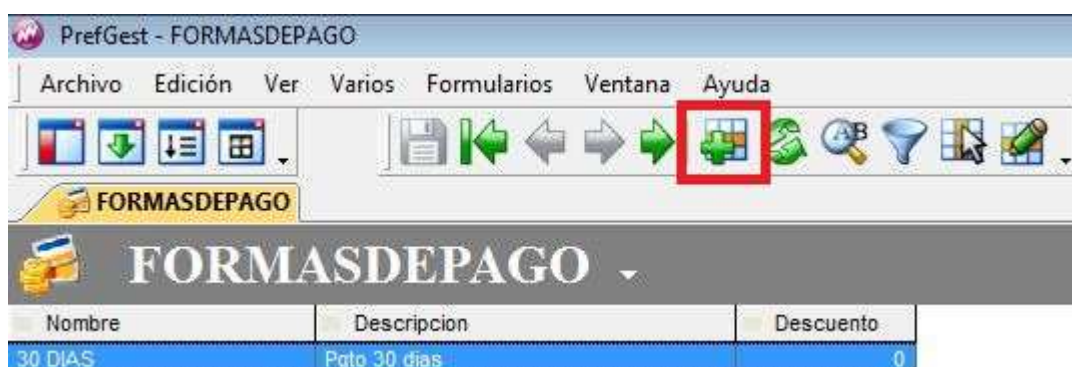 PrefGest - FORMASDEPAGO
Archivo Edición Ver Varios Formularios Ventana Ayuda
AB
FORMASDEPAGO
FORMASDEPAGO
Nombre Descripcion Descuento
30 DIAS Pgto 30 dias 0